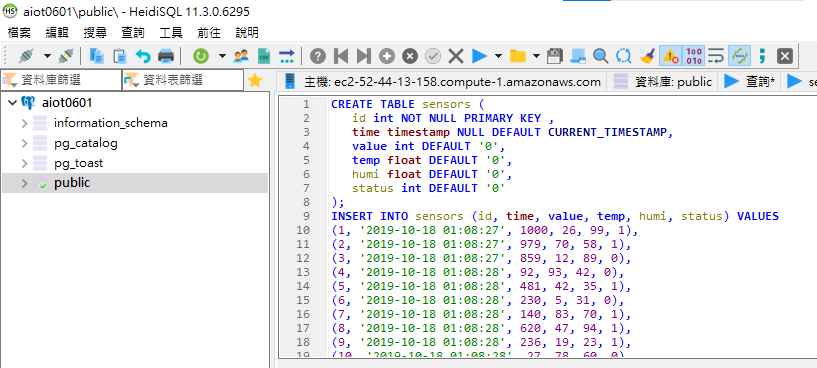 aiot0601\public\ - HeidiSQL 11.3.0.6295
檔案 編輯 搜尋 查詢 工具 前往 說明
資料庫篩選 資料表篩選
主機: ec2-52-44-13-158.compute-1.amazonaws.com 資料庫: public 查詢* se
aiot0601
information_schema
pg_catalog
pg_toast
public
1 CREATE TABLE sensors (
2 id int NOT NULL PRIMARY KEY ,
3 time timestamp NULL DEFAULT CURRENT_TIMESTAMP,
4 value int DEFAULT '0',
5 temp float DEFAULT '0',
6 humi float DEFAULT '0',
7 status int DEFAULT '0'
8 );
9 INSERT INTO sensors (id, time, value, temp, humi, status) VALUES
10 (1, '2019-10-18 01:08:27', 1000, 26, 99, 1),
11 (2, '2019-10-18 01:08:27', 979, 70, 58, 1),
12 (3, '2019-10-18 01:08:27', 859, 12, 89, 0),
13 (4, '2019-10-18 01:08:28', 92, 93, 42, 0),
14 (5, '2019-10-18 01:08:28', 481, 42, 35, 1),
15 (6, '2019-10-18 01:08:28', 230, 5, 31, 0),
16 (7, '2019-10-18 01:08:28', 140, 83, 70, 1),
17 (8, '2019-10-18 01:08:28', 620, 47, 94, 1),
18 (9, '2019-10-18 01:08:28', 236, 19, 23, 1),
19 (10, '2019-10-18 01:08:28', 27, 78, 60, 0)